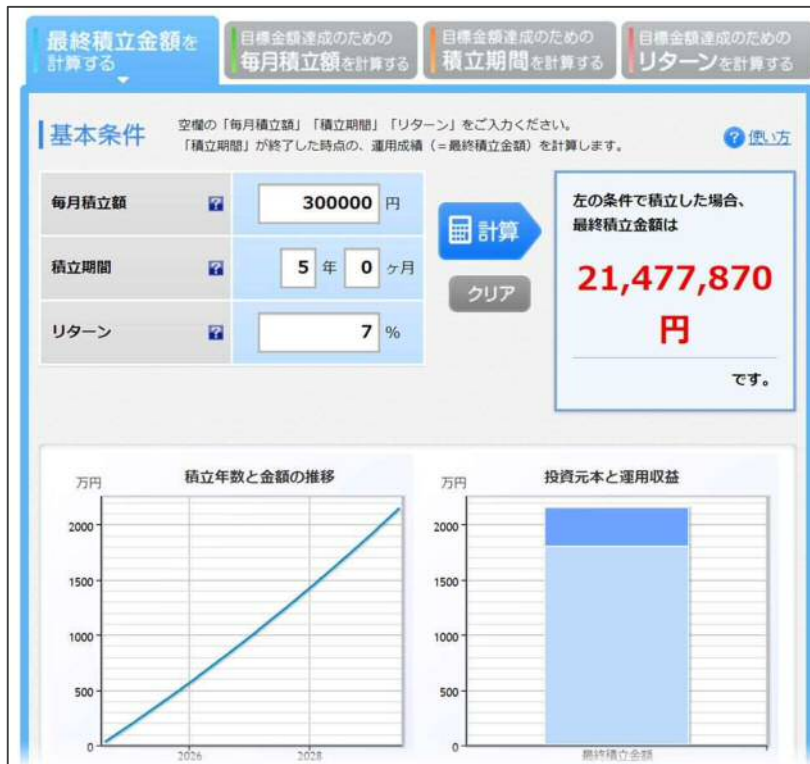 最終積立金額を
計算する
目標金額達成のための
毎月積立額を計算する
目標金額達成のための
積立期間を計算する
目標金額達成のための
リターンを計算する
基本条件
空欄の「毎月積立額」「積立期間」「リターン」をご入力ください。
「積立期間」が終了した時点の、運用成績（＝最終積立金額）を計算します。
?使い方
毎月積立額 ? 300000 円
積立期間 ? 5 年 0 ヶ月
リターン ? 7 %
計算
クリア
左の条件で積立した場合、
最終積立金額は
21,477,870
円
です。
積立年数と金額の推移
万円
2000
1500
1000
500
0
2026 2028
投資元本と運用収益
万円
2000
1500
1000
500
0
最終積立金額